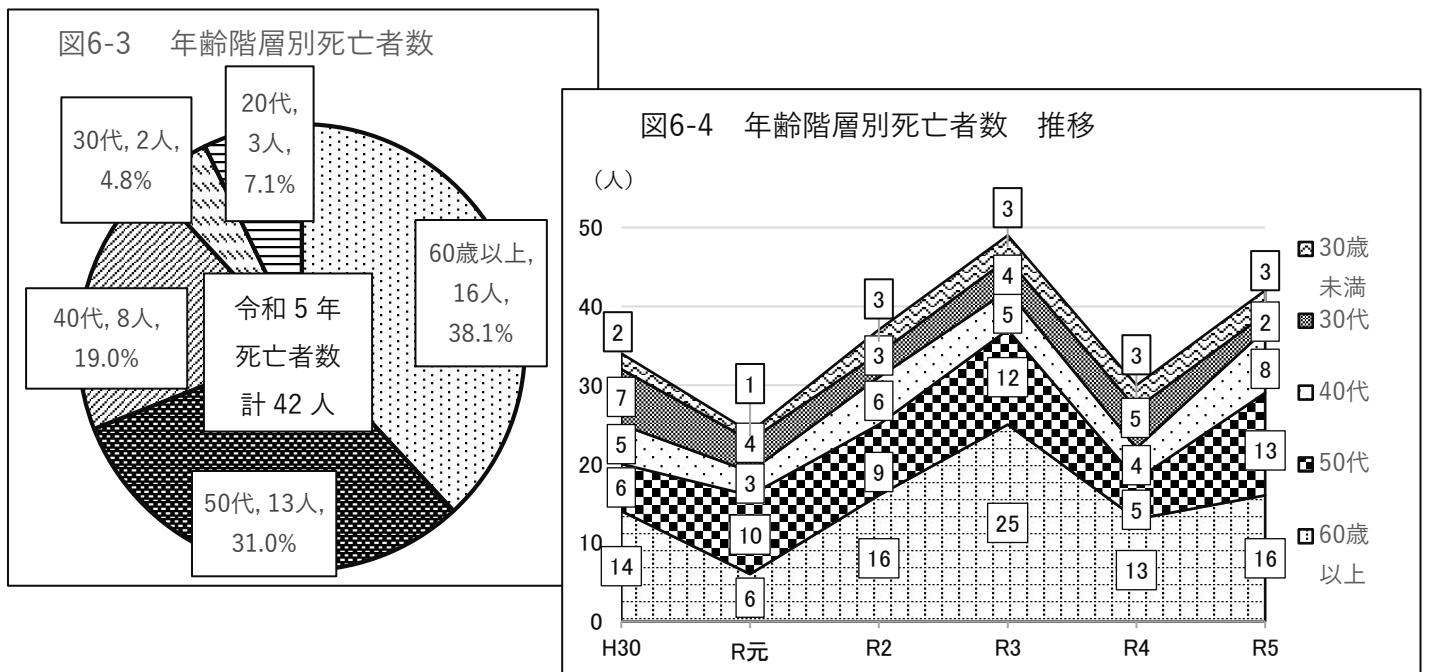 図6-3 年齢階層別死亡者数
20代,
3人,
7.1%
30代, 2人,
4.8%
60歳以上,
16人,
38.1%
40代, 8人,
19.0%
令和 5 年
死亡者数
計 42 人
50代, 13人,
31.0%
図6-4 年齢階層別死亡者数 推移
（人）
50
40
30
20
10
0
2
7
5
6
14
1
4
3
10
6
3
3
6
9
16
3
4
5
12
25
3
5
4
5
13
3
2
8
13
16
H30
R元
R2
R3
R4
R5
30歳
未満
30代
40代
50代
60歳
以上